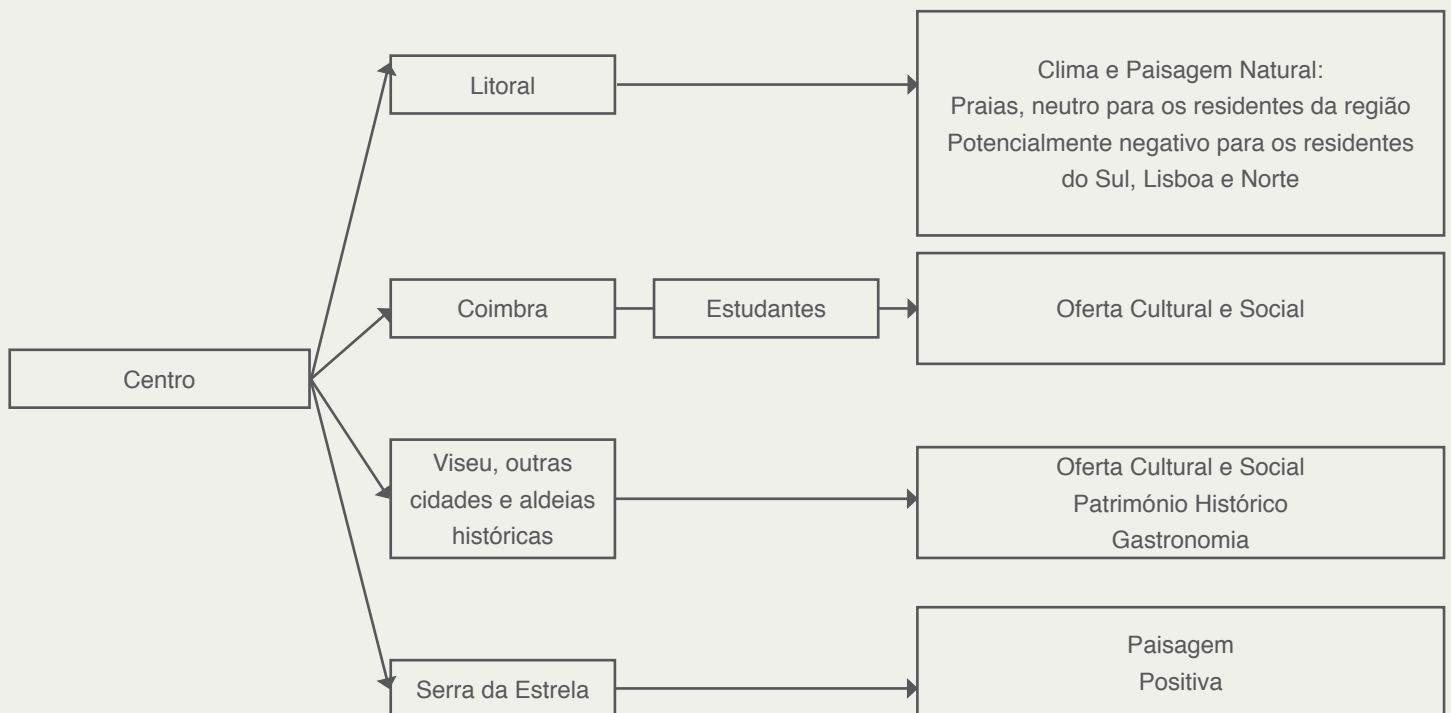 Litoral
Clima e Paisagem Natural:
Praias, neutro para os residentes da região
Potencialmente negativo para os residentes
do Sul, Lisboa e Norte
Coimbra
Estudantes
Oferta Cultural e Social
Centro
Viseu, outras
cidades e aldeias
históricas
Oferta Cultural e Social
Património Histórico
Gastronomia
Serra da Estrela
Paisagem
Positiva